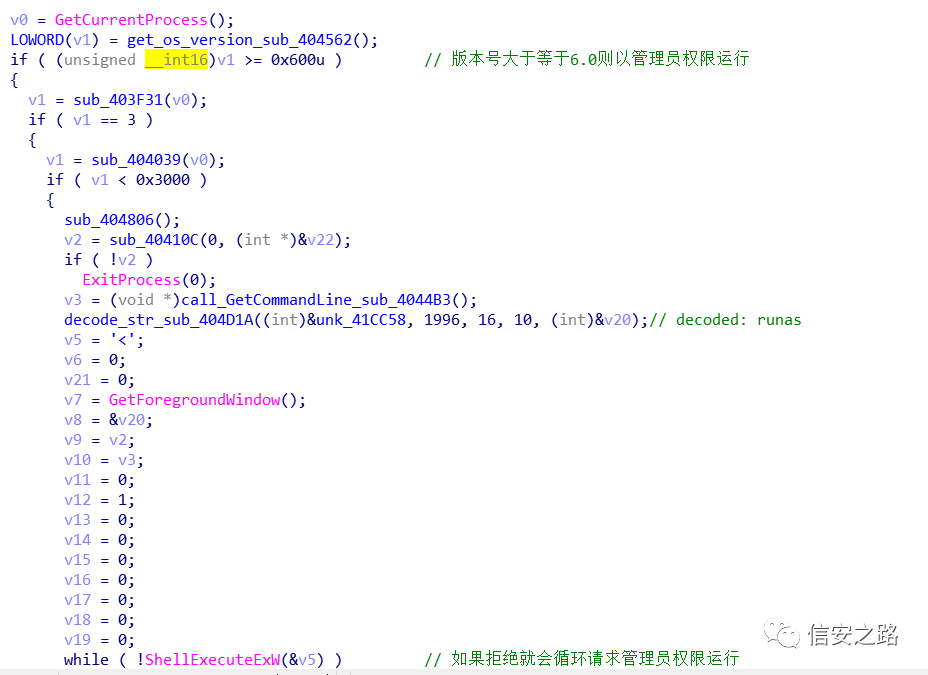 v0 = GetCurrentProcess();
LOWORD(v1) = get_os_version_sub_404562();
if ( (unsigned __int16)v1 >= 0x600u ) // 版本号大于等于6.0则以管理员权限运行
{
v1 = sub_403F31(v0);
if ( v1 == 3 )
{
v1 = sub_404039(v0);
if ( v1 < 0x3000 )
{
sub_404806();
v2 = sub_40410C(0, (int *)&v22);
if ( !v2 )
ExitProcess(0);
v3 = (void *)call_GetCommandLine_sub_4044B3();
decode_str_sub_404D1A((int)&unk_41CC58, 1996, 16, 10, (int)&v20);// decoded: runas
v5 = '<';
v6 = 0;
v21 = 0;
v7 = GetForegroundWindow();
v8 = &v20;
v9 = v2;
v10 = v3;
v11 = 0;
v12 = 1;
v13 = 0;
v14 = 0;
v15 = 0;
v16 = 0;
v17 = 0;
v18 = 0;
v19 = 0;
while ( !ShellExecuteExW(&v5) ) // 如果拒绝就会循环请求管理员权限运行
信安之路